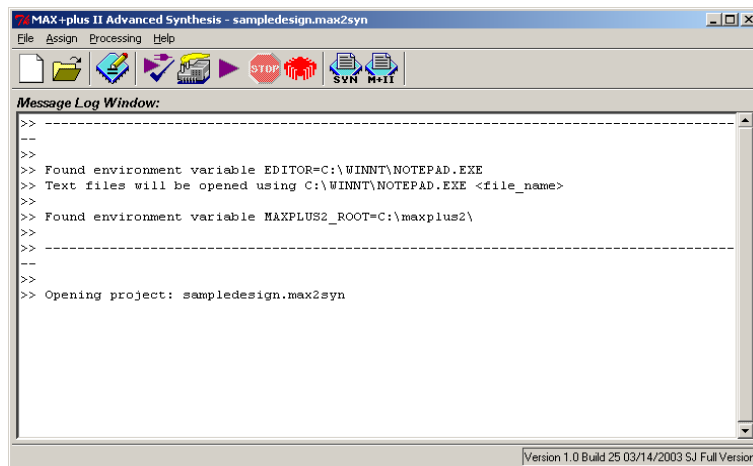 MAX+plus II Advanced Synthesis - sampledesign.max2syn
File Assign Processing Help
STOP SYN M+II
Message Log Window:
>> --------------------------------------------------------------------------------
--
>>
>> Found environment variable EDITOR=C:\WINNT\NOTEPAD.EXE
>> Text files will be opened using C:\WINNT\NOTEPAD.EXE <file_name>
>>
>> Found environment variable MAXPLUS2_ROOT=C:\maxplus2\
>>
>> --------------------------------------------------------------------------------
--
>>
>> Opening project: sampledesign.max2syn
Version 1.0 Build 25 03/14/2003 SJ Full Version